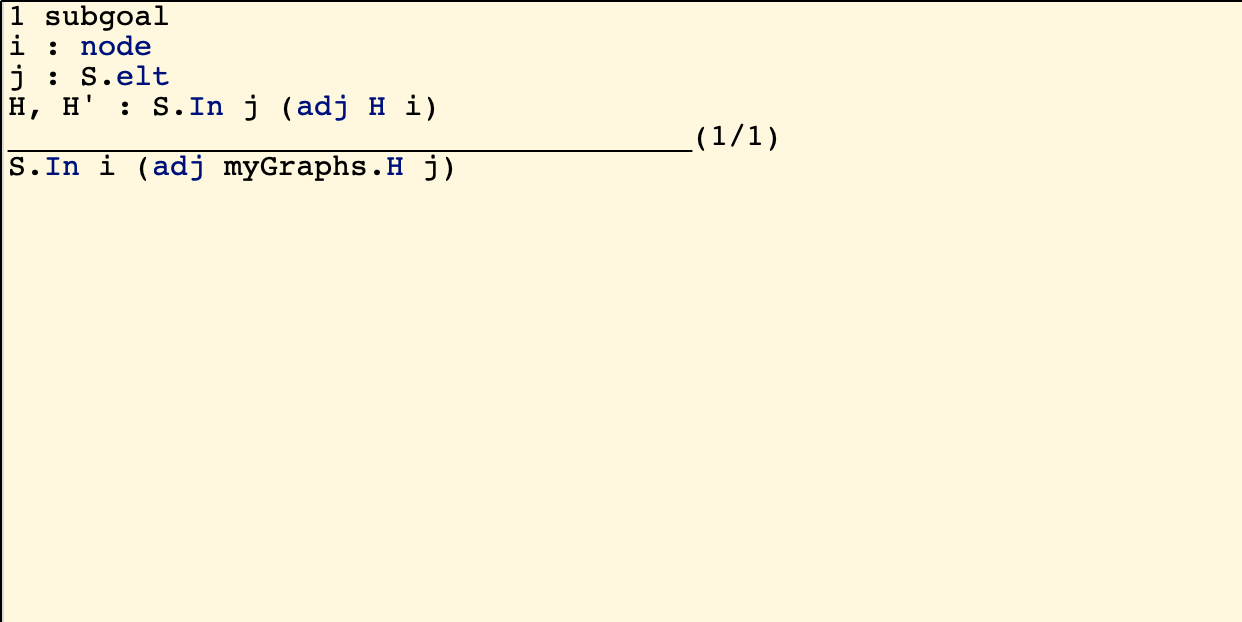 1 subgoal
i : node
j : S.elt
H, H' : S.In j (adj H i)
______________________________________(1/1)
S.In i (adj myGraphs.H j)